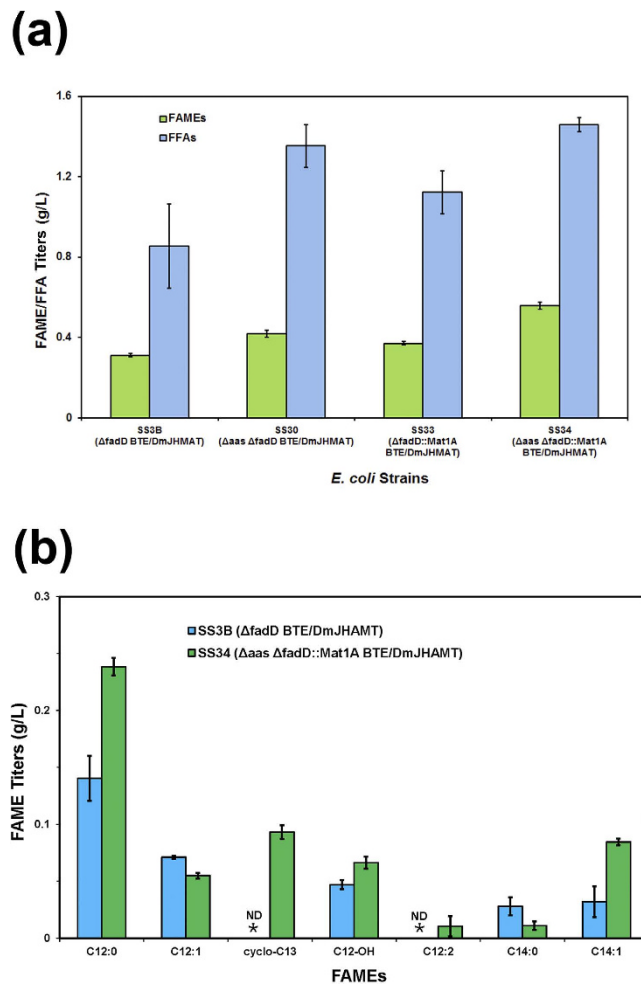 (a)
1.6
1.2
0.8
0.4
0
FAME/FFA Titers (g/L)
FAMEs
FFAs
SS3B
(ΔfadD BTE/DmJHMAT)
SS30
(Δaas ΔfadD BTE/DmJHMAT)
SS33
(ΔfadD::Mat1A
BTE/DmJHMAT)
SS34
(Δaas ΔfadD::Mat1A
BTE/DmJHMAT)
E. coli Strains
(b)
0.3
0.2
0.1
0
FAME Titers (g/L)
SS3B (ΔfadD BTE/DmJHAMT)
SS34 (Δaas ΔfadD::Mat1A BTE/DmJHAMT)
ND
*
ND
*
C12:0
C12:1
cyclo-C13
C12-OH
C12:2
C14:0
C14:1
FAMEs